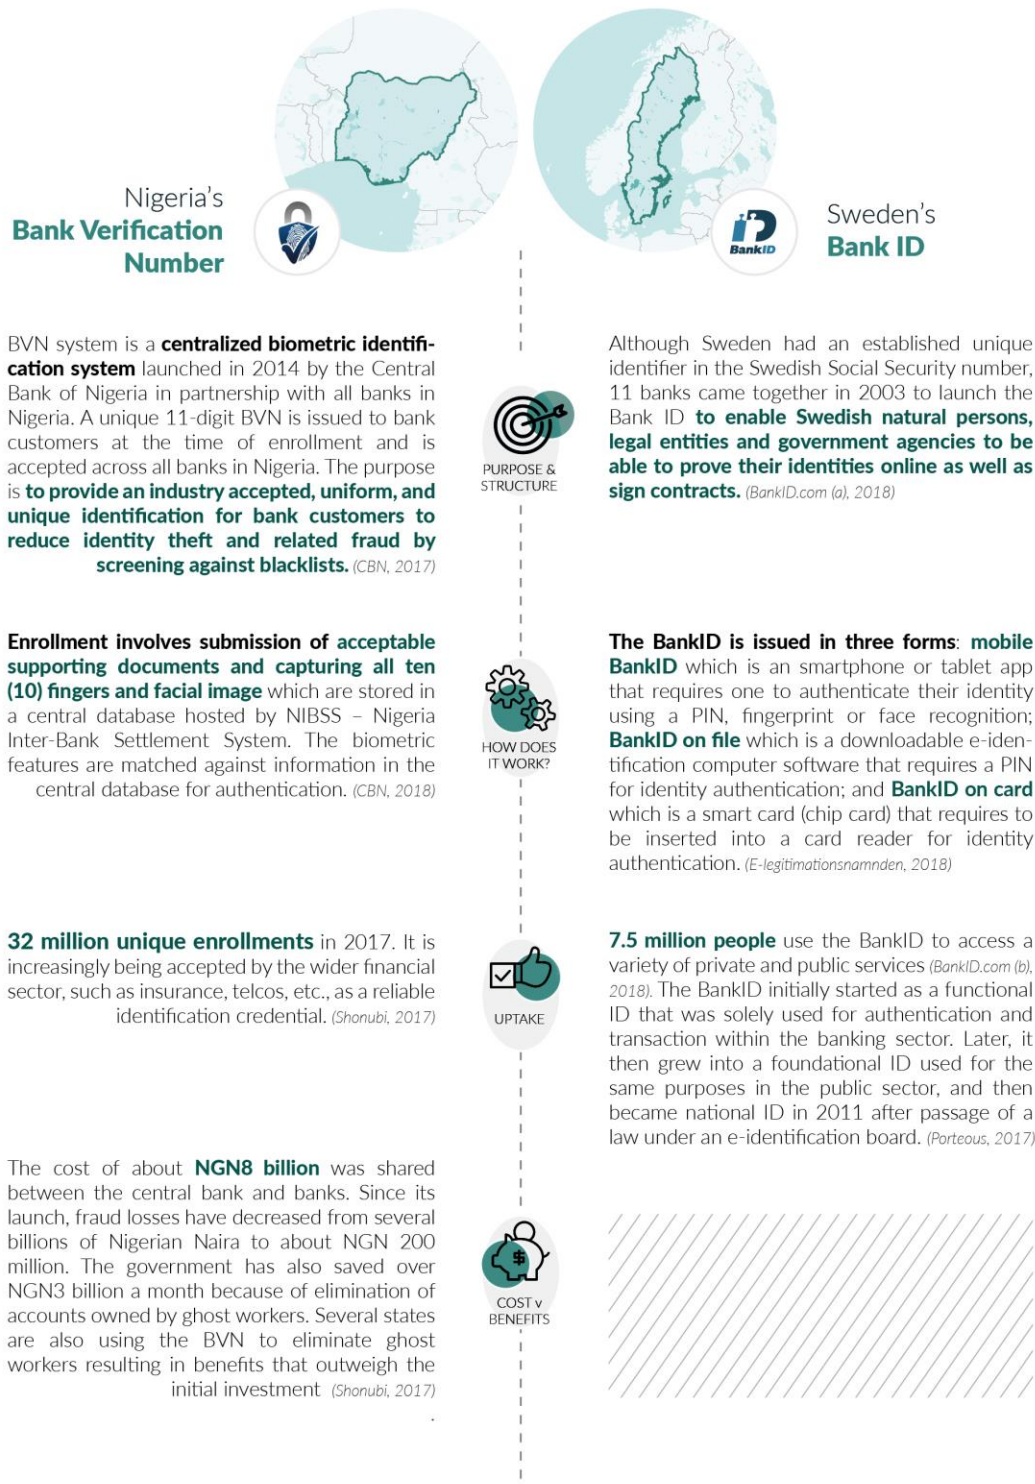 Nigeria's
Bank Verification
Number
BankID
Sweden's
Bank ID
BVN system is a centralized biometric identifi-
cation system launched in 2014 by the Central
Bank of Nigeria in partnership with all banks in
Nigeria. A unique 11-digit BVN is issued to bank
customers at the time of enrollment and is
accepted across all banks in Nigeria. The purpose
is to provide an industry accepted, uniform, and
unique identification for bank customers to
reduce identity theft and related fraud by
screening against blacklists. (CBN, 2017)
PURPOSE &
STRUCTURE
Although Sweden had an established unique
identifier in the Swedish Social Security number,
11 banks came together in 2003 to launch the
Bank ID to enable Swedish natural persons,
legal entities and government agencies to be
able to prove their identities online as well as
sign contracts. (BankID.com (a), 2018)
Enrollment involves submission of acceptable
supporting documents and capturing all ten
(10) fingers and facial image which are stored in
a central database hosted by NIBSS – Nigeria
Inter-Bank Settlement System. The biometric
features are matched against information in the
central database for authentication. (CBN, 2018)
HOW DOES
IT WORK?
The BankID is issued in three forms: mobile
BankID which is an smartphone or tablet app
that requires one to authenticate their identity
using a PIN, fingerprint or face recognition;
BankID on file which is a downloadable e-iden-
tification computer software that requires a PIN
for identity authentication; and BankID on card
which is a smart card (chip card) that requires to
be inserted into a card reader for identity
authentication. (E-legitimationsnamnden, 2018)
32 million unique enrollments in 2017. It is
increasingly being accepted by the wider financial
sector, such as insurance, telcos, etc., as a reliable
identification credential. (Shonubi, 2017)
UPTAKE
7.5 million people use the BankID to access a
variety of private and public services (BankID.com (b),
2018). The BankID initially started as a functional
ID that was solely used for authentication and
transaction within the banking sector. Later, it
then grew into a foundational ID used for the
same purposes in the public sector, and then
became national ID in 2011 after passage of a
law under an e-identification board. (Porteous, 2017)
The cost of about NGN8 billion was shared
between the central bank and banks. Since its
launch, fraud losses have decreased from several
billions of Nigerian Naira to about NGN 200
million. The government has also saved over
NGN3 billion a month because of elimination of
accounts owned by ghost workers. Several states
are also using the BVN to eliminate ghost
workers resulting in benefits that outweigh the
initial investment (Shonubi, 2017)
.
$
COST v
BENEFITS